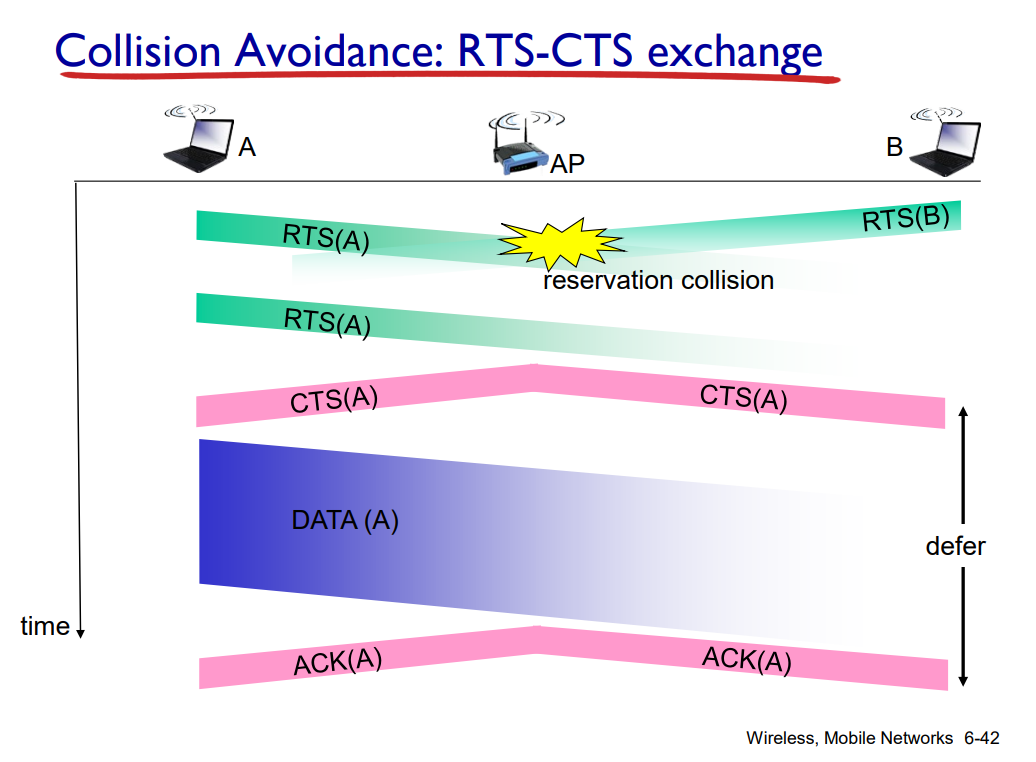 Collision Avoidance: RTS-CTS exchange
A
AP
B
RTS(A)
RTS(B)
reservation collision
RTS(A)
CTS(A)
CTS(A)
DATA (A)
defer
time
ACK(A)
ACK(A)
Wireless, Mobile Networks 6-42